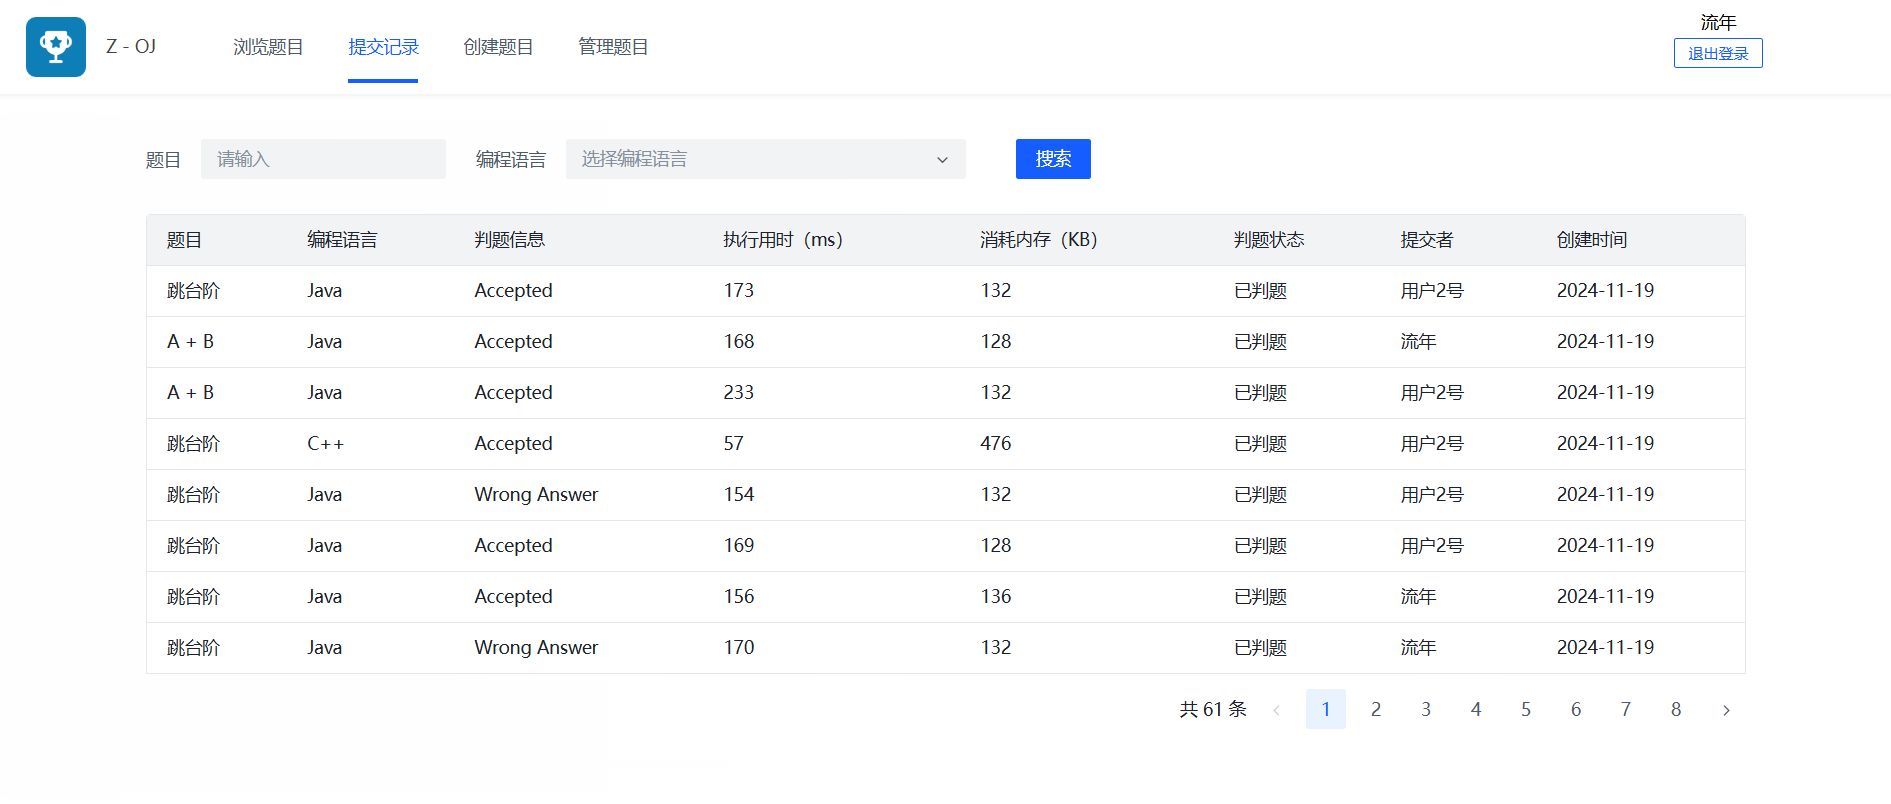 Z - OJ 浏览题目 提交记录 创建题目 管理题目 流年
退出登录
题目 请输入 编程语言 选择编程语言 搜索
题目 编程语言 判题信息 执行用时（ms） 消耗内存（KB） 判题状态 提交者 创建时间
跳台阶 Java Accepted 173 132 已判题 用户2号 2024-11-19
A + B Java Accepted 168 128 已判题 流年 2024-11-19
A + B Java Accepted 233 132 已判题 用户2号 2024-11-19
跳台阶 C++ Accepted 57 476 已判题 用户2号 2024-11-19
跳台阶 Java Wrong Answer 154 132 已判题 用户2号 2024-11-19
跳台阶 Java Accepted 169 128 已判题 用户2号 2024-11-19
跳台阶 Java Accepted 156 136 已判题 流年 2024-11-19
跳台阶 Java Wrong Answer 170 132 已判题 流年 2024-11-19
共 61 条 1 2 3 4 5 6 7 8